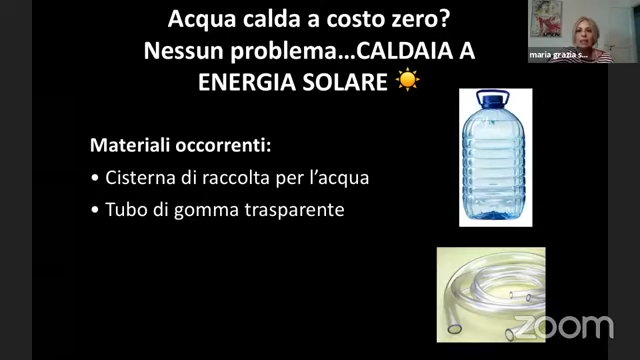 Acqua calda a costo zero?
Nessun problema...CALDAIA A
ENERGIA SOLARE ☀
maria grazia s...
Materiali occorrenti:
• Cisterna di raccolta per l'acqua
• Tubo di gomma trasparente
zoom